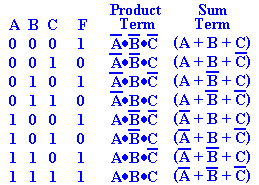 Product Sum
A B C F Term Term
0 0 0 1 A̅•B̅•C̅ (A + B + C)
0 0 1 1 A̅•B̅•C (A + B + C̅)
0 1 0 1 A̅•B•C̅ (A + B̅ + C)
0 1 1 0 A̅•B•C (A + B̅ + C̅)
1 0 0 1 A•B̅•C̅ (A̅ + B + C)
1 0 1 0 A•B̅•C (A̅ + B + C̅)
1 1 0 1 A•B•C̅ (A̅ + B̅ + C)
1 1 1 1 A•B•C (A̅ + B̅ + C̅)